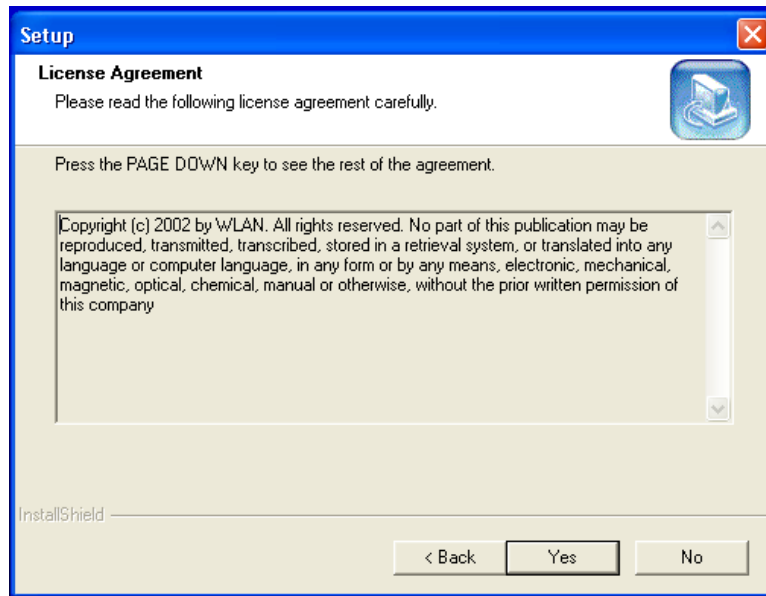 Setup
License Agreement
Please read the following license agreement carefully.
Press the PAGE DOWN key to see the rest of the agreement.
Copyright (c) 2002 by WLAN. All rights reserved. No part of this publication may be
reproduced, transmitted, transcribed, stored in a retrieval system, or translated into any
language or computer language, in any form or by any means, electronic, mechanical,
magnetic, optical, chemical, manual or otherwise, without the prior written permission of
this company
InstallShield
< Back Yes No